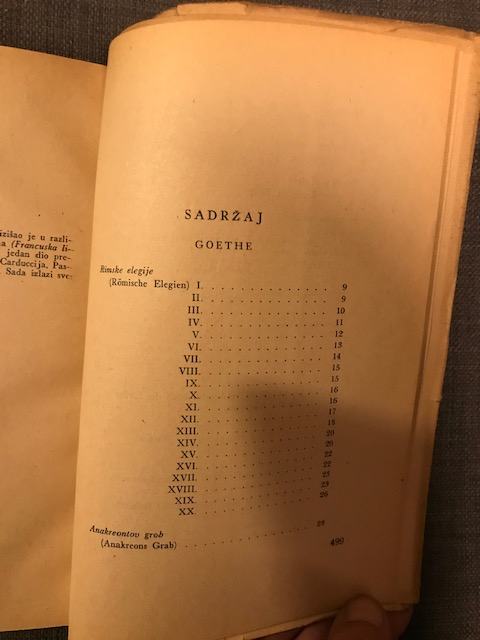 izišao je u razli-
(Francuska li-
jedan dio pre-
Carduccija, Pas-
Sada izlazi sve-
SADRŽAJ
GOETHE
Rimske elegije
(Römische Elegien) I. . . . . . . . . . . . 9
II. . . . . . . . . . . . 9
III. . . . . . . . . . . . 10
IV. . . . . . . . . . . . 11
V. . . . . . . . . . . . 12
VI. . . . . . . . . . . . 13
VII. . . . . . . . . . . . 14
VIII. . . . . . . . . . . . 15
IX. . . . . . . . . . . . 15
X. . . . . . . . . . . . 16
XI. . . . . . . . . . . . 16
XII. . . . . . . . . . . . 17
XIII. . . . . . . . . . . . 18
XIV. . . . . . . . . . . . 20
XV. . . . . . . . . . . . 20
XVI. . . . . . . . . . . . 22
XVII. . . . . . . . . . . . 22
XVIII. . . . . . . . . . . . 23
XIX. . . . . . . . . . . . 23
XX. . . . . . . . . . . . 26
Anakreontov grob
(Anakreons Grab) . . . . . . . . . . . . 28
499